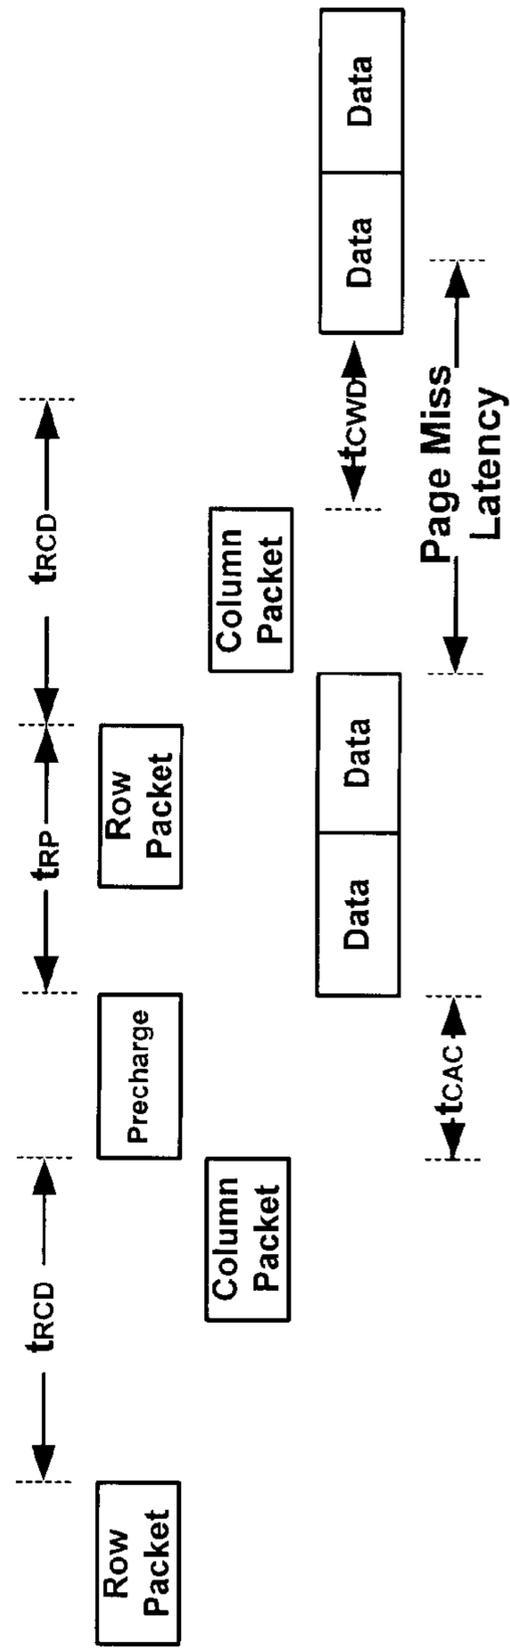 tRCD
tRP
tRCD
Row
Packet
Precharge
Row
Packet
Column
Packet
Column
Packet
Data
Data
tCWD
Data
Data
tCAC
Page Miss
Latency